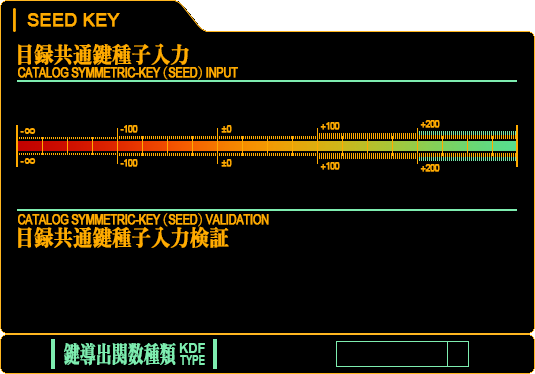 SEED KEY
目録共通鍵種子入力
CATALOG SYMMETRIC-KEY (SEED) INPUT
-∞ -100 ±0 +100 +200
-∞ -100 ±0 +100 +200
CATALOG SYMMETRIC-KEY (SEED) VALIDATION
目録共通鍵種子入力検証
鍵導出関数種類 KDF
TYPE